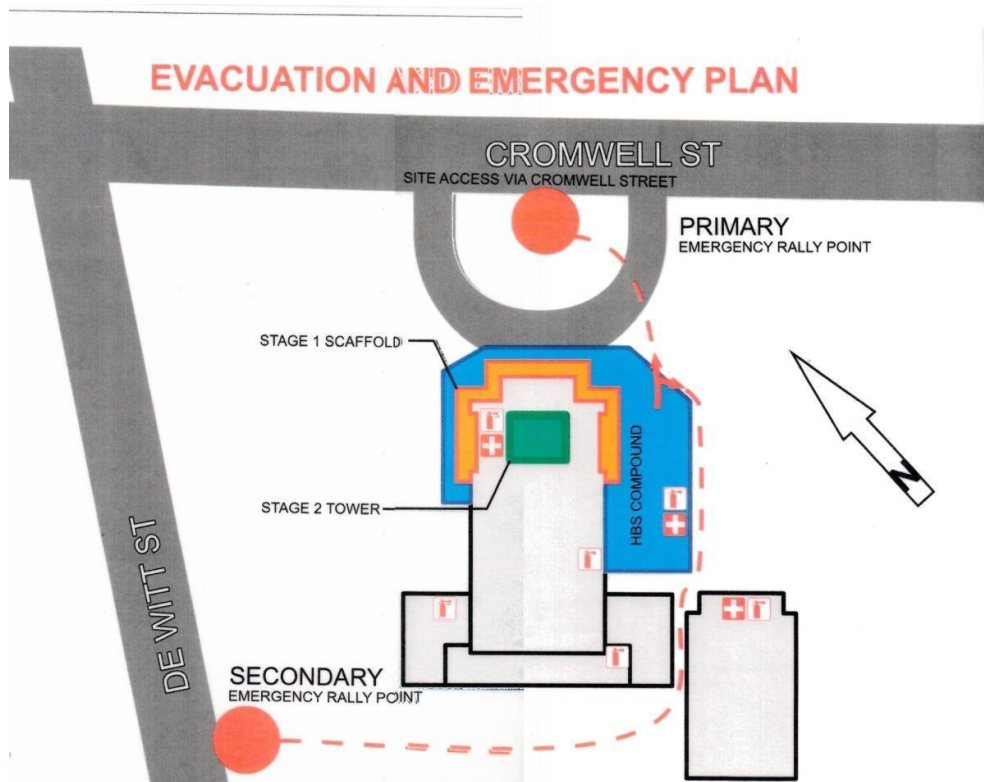 EVACUATION AND EMERGENCY PLAN
CROMWELL ST
SITE ACCESS VIA CROMWELL STREET
PRIMARY
EMERGENCY RALLY POINT
STAGE 1 SCAFFOLD
HBS COMPOUND
N
STAGE 2 TOWER
DE WITT ST
SECONDARY
EMERGENCY RALLY POINT